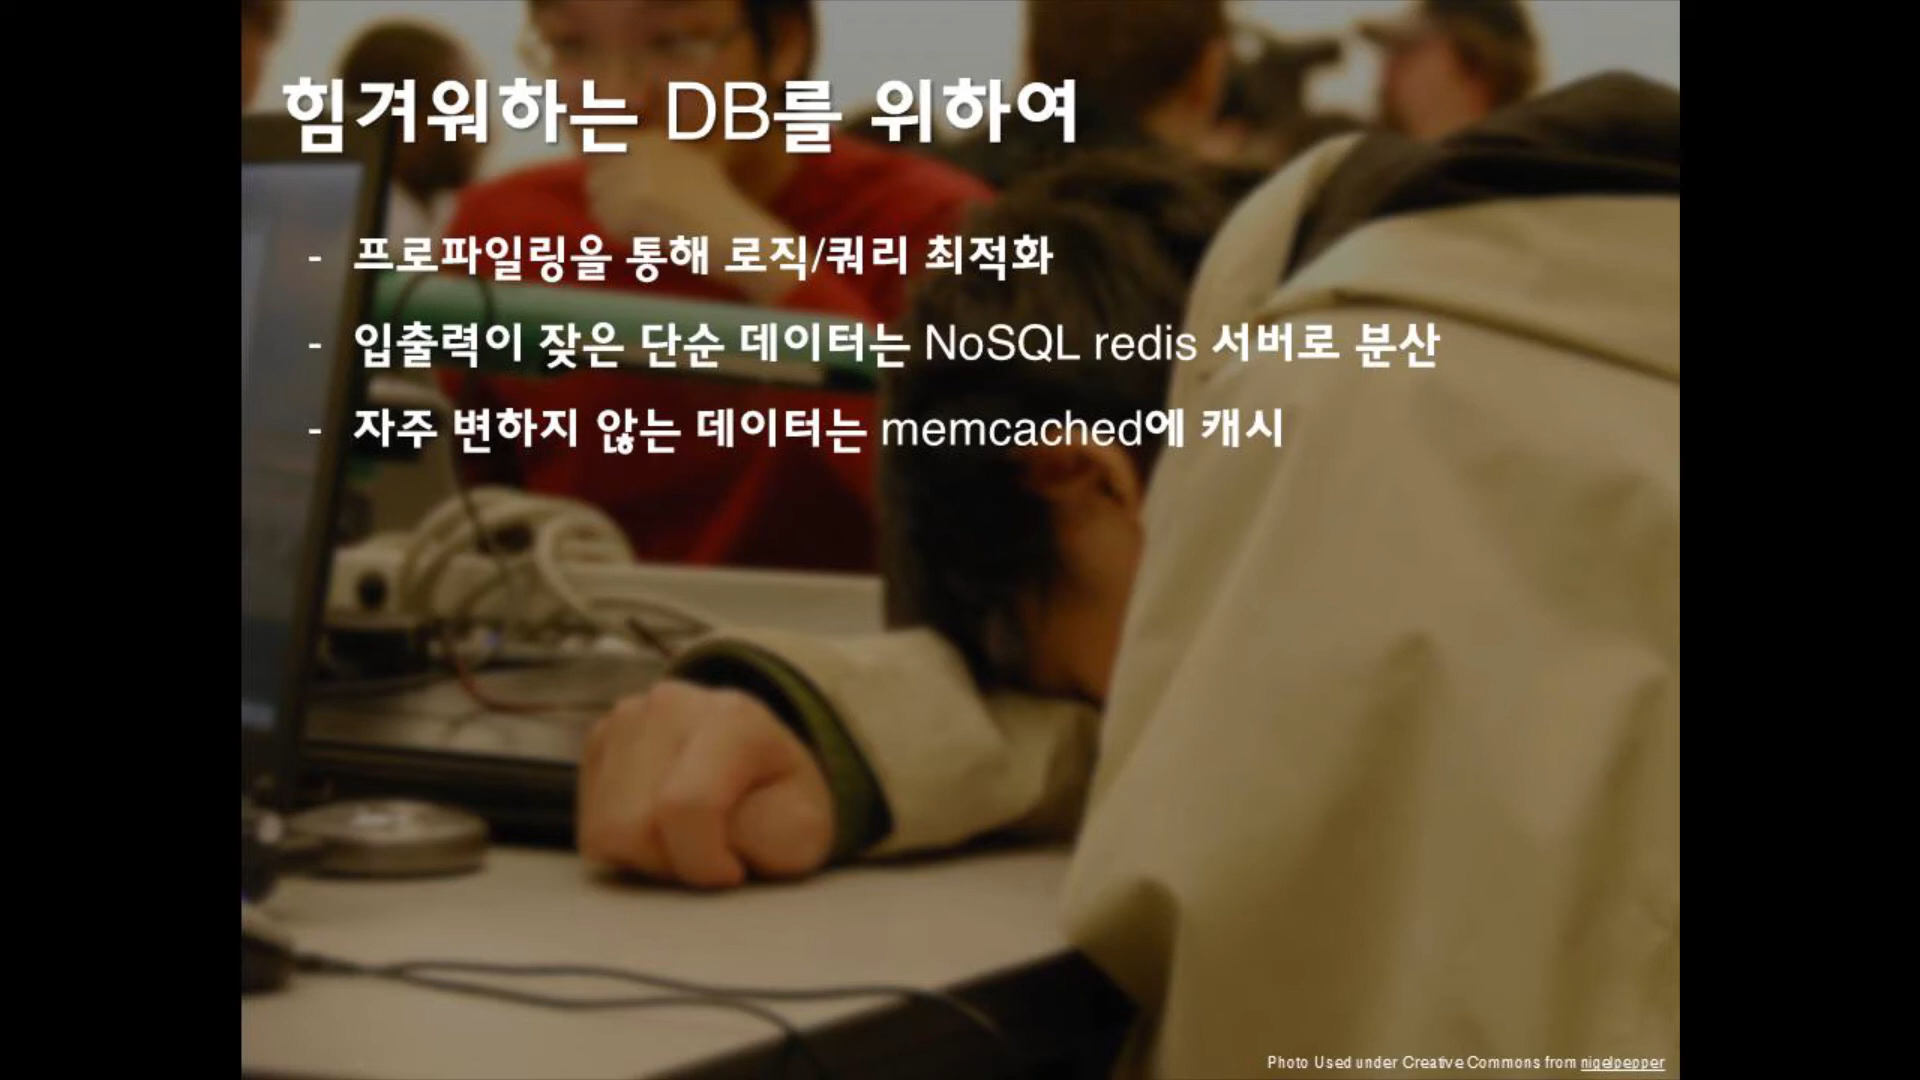 힘겨워하는 DB를 위하여
- 프로파일링을 통해 로직/쿼리 최적화
- 입출력이 잦은 단순 데이터는 NoSQL redis 서버로 분산
- 자주 변하지 않는 데이터는 memcached에 캐시
Photo Used under Creative Commons from nigelpepper